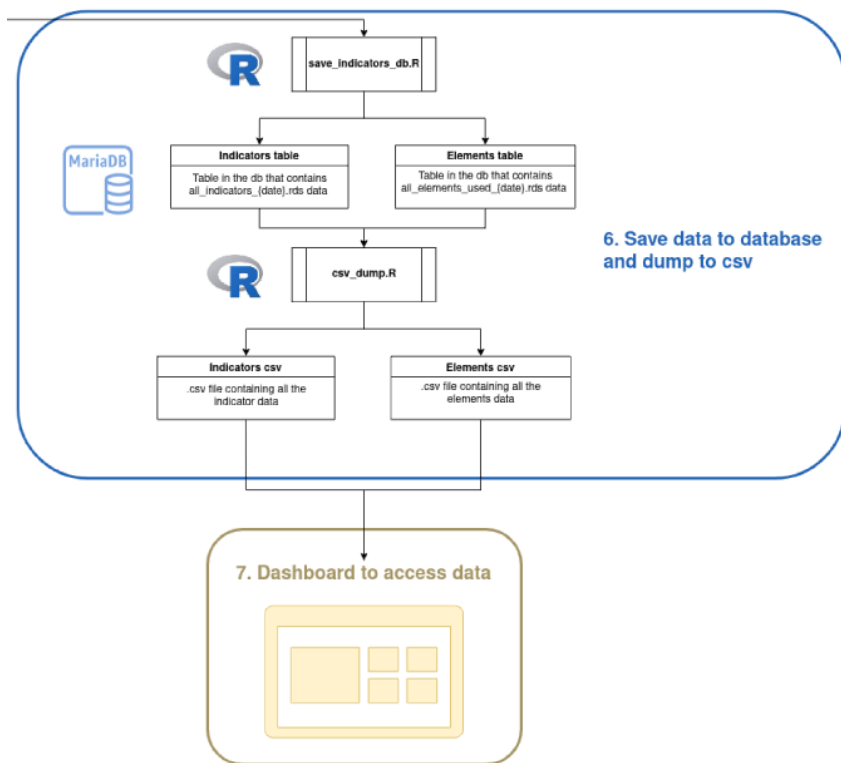 R
save_indicators_db.R
MariaDB
Indicators table
Table in the db that contains
all_indicators_{date}.rds data
Elements table
Table in the db that contains
all_elements_used_{date}.rds data
6. Save data to database
and dump to csv
R
csv_dump.R
Indicators csv
.csv file containing all the
indicator data
Elements csv
.csv file containing all the
elements data
7. Dashboard to access data